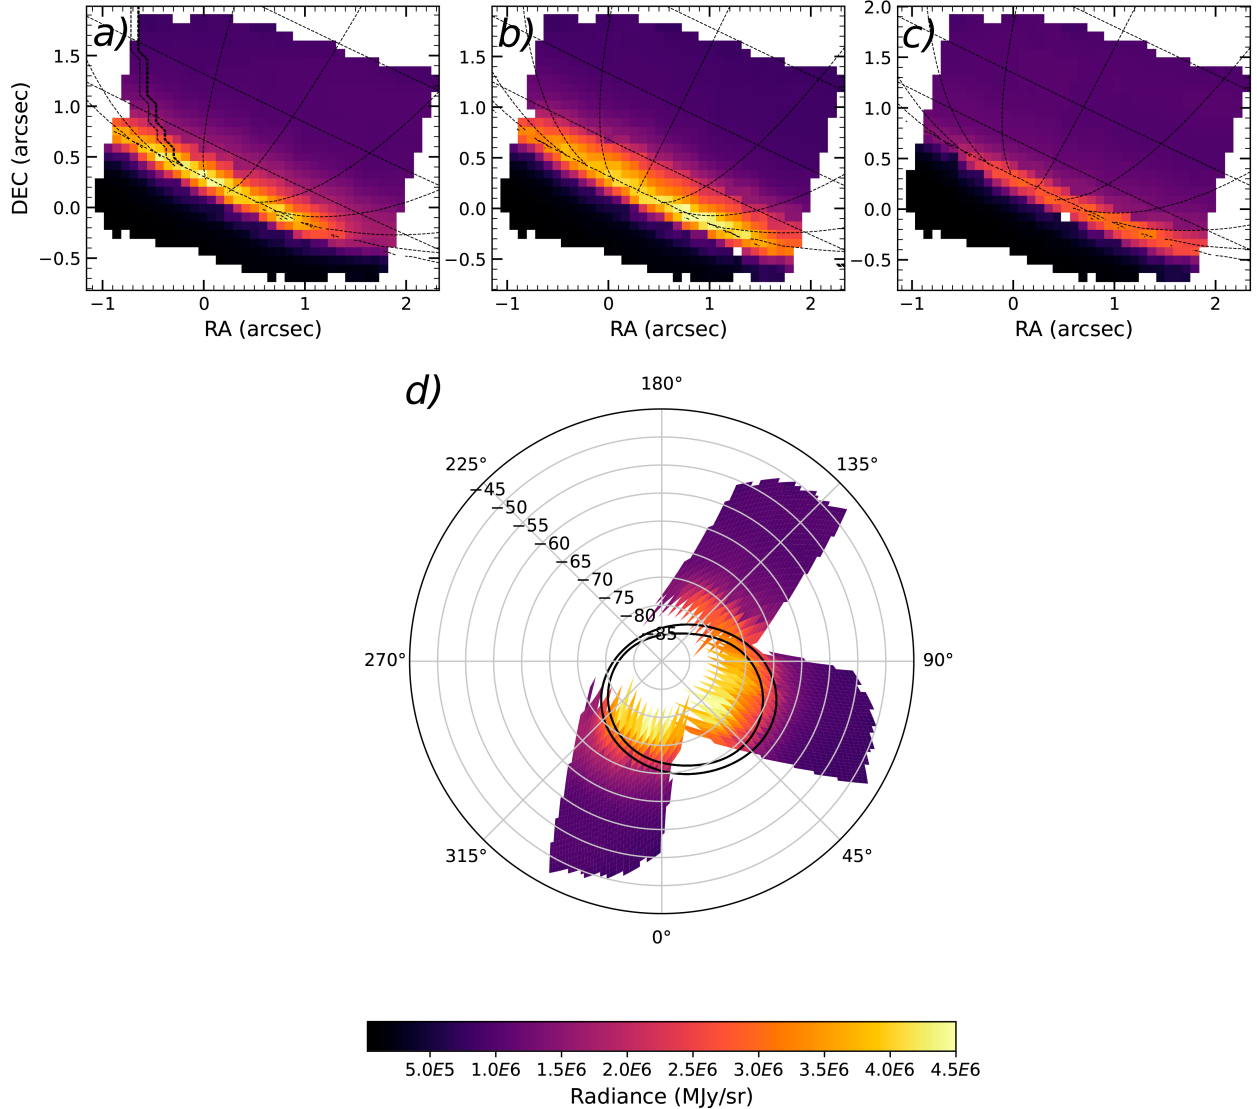 a)
b)
c)
2.0
1.5
1.5
1.5
1.0
1.0
1.0
0.5
0.5
0.5
0.0
0.0
0.0
−0.5
−0.5
−0.5
DEC (arcsec)
−1 0 1 2
−1 0 1 2
−1 0 1 2
RA (arcsec)
RA (arcsec)
RA (arcsec)
d)
180°
225°
135°
−45
−50
−55
−60
−65
−70
−75
−80
−85
270°
90°
315°
45°
0°
5.0E5 1.0E6 1.5E6 2.0E6 2.5E6 3.0E6 3.5E6 4.0E6 4.5E6
Radiance (MJy/sr)